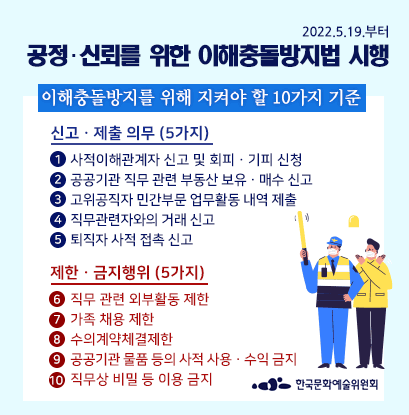 2022.5.19.부터
공정·신뢰를 위한 이해충돌방지법 시행
이해충돌방지를 위해 지켜야 할 10가지 기준
신고·제출 의무 (5가지)
1 사적이해관계자 신고 및 회피·기피 신청
2 공공기관 직무 관련 부동산 보유·매수 신고
3 고위공직자 민간부문 업무활동 내역 제출
4 직무관련자와의 거래 신고
5 퇴직자 사적 접촉 신고
제한·금지행위 (5가지)
6 직무 관련 외부활동 제한
7 가족 채용 제한
8 수의계약체결제한
9 공공기관 물품 등의 사적 사용·수익 금지
10 직무상 비밀 등 이용 금지
한국문화예술위원회